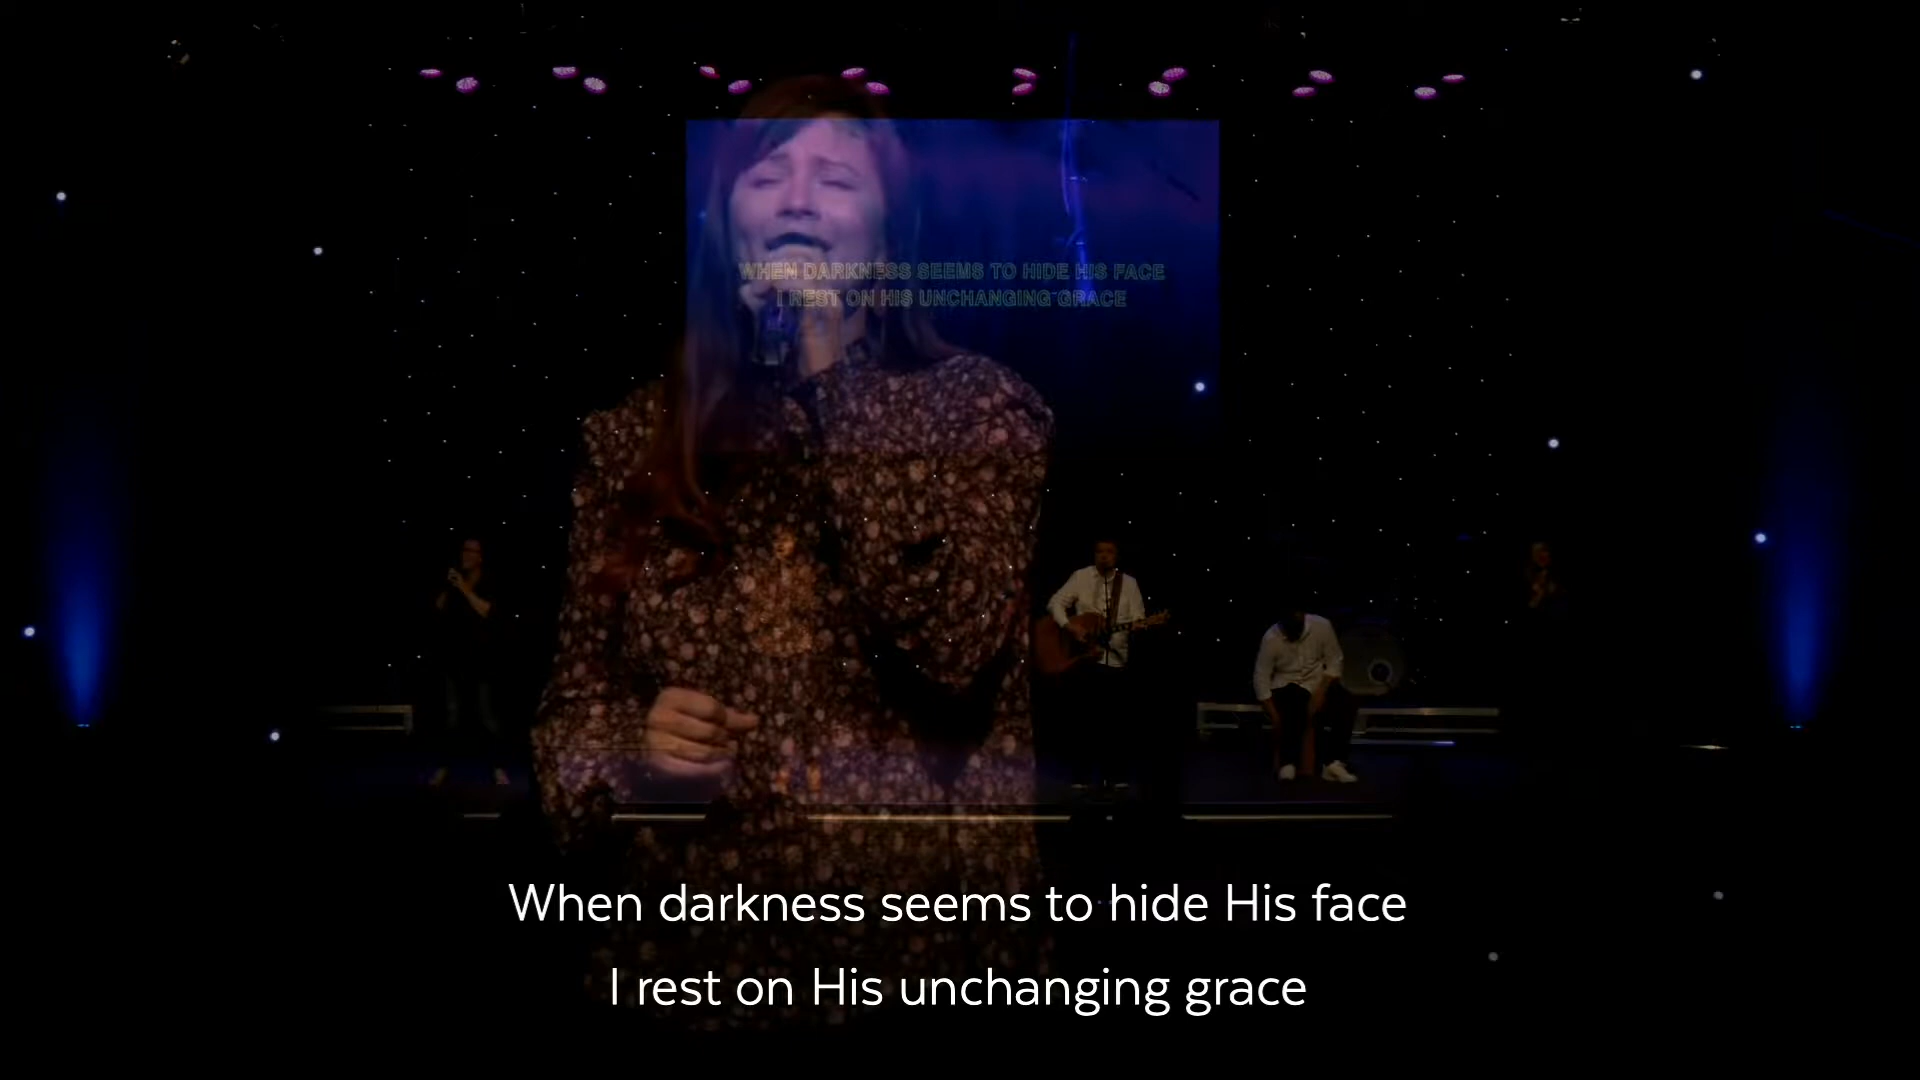 WHEN DARKNESS SEEMS TO HIDE HIS FACE
I REST ON HIS UNCHANGING GRACE
When darkness seems to hide His face
I rest on His unchanging grace